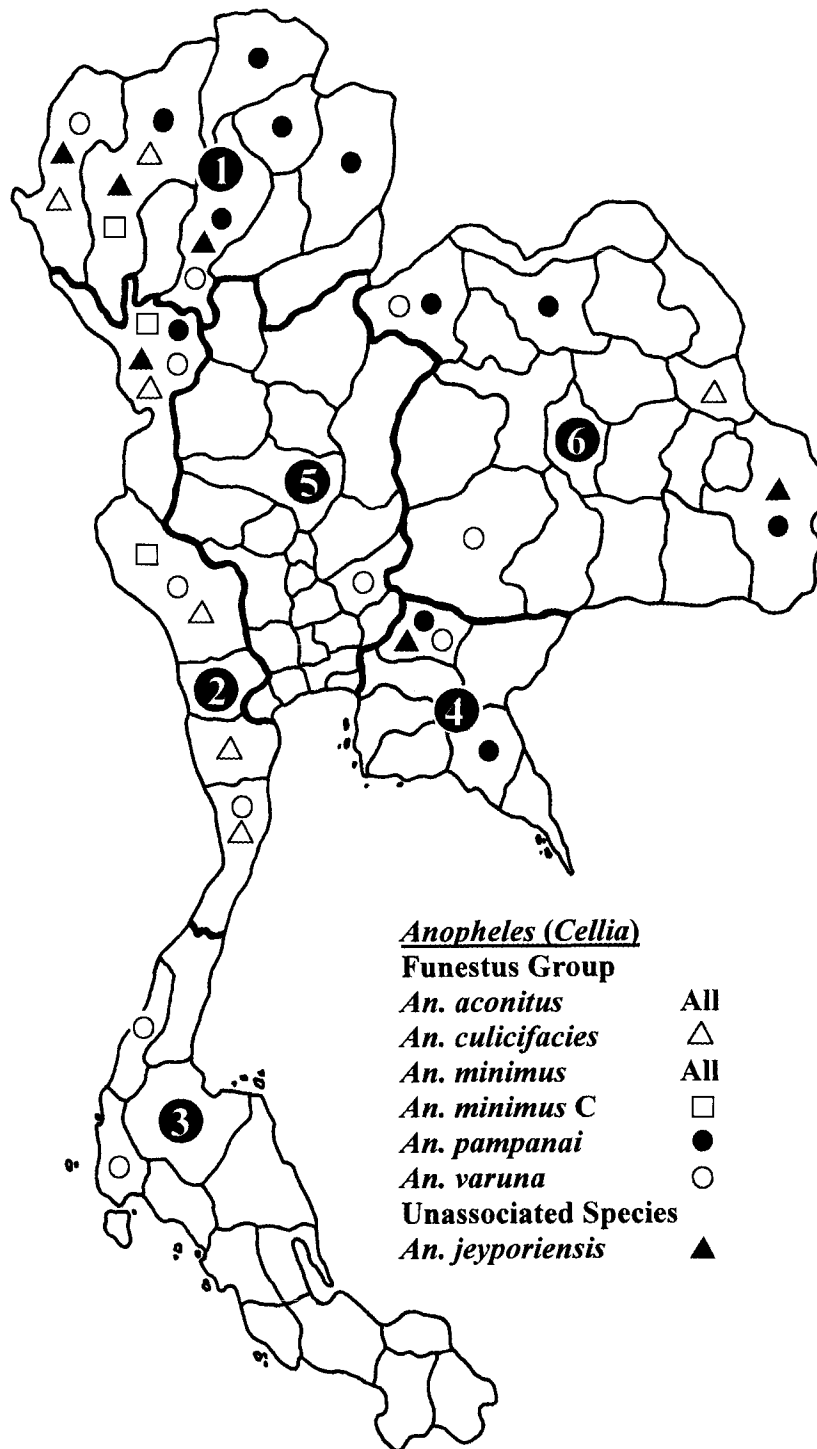 1
6
5
2
4
3
Anopheles (Cellia)
Funestus Group
An. aconitus All
An. culicifacies △
An. minimus All
An. minimus C □
An. pampanai ●
An. varuna ○
Unassociated Species
An. jeyporiensis ▲